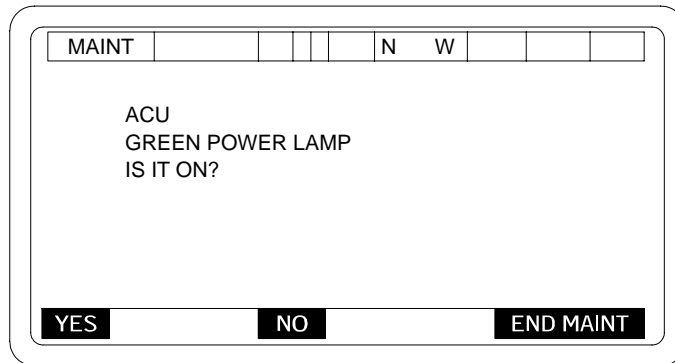 MAINT N W
ACU
GREEN POWER LAMP
IS IT ON?
YES NO END MAINT